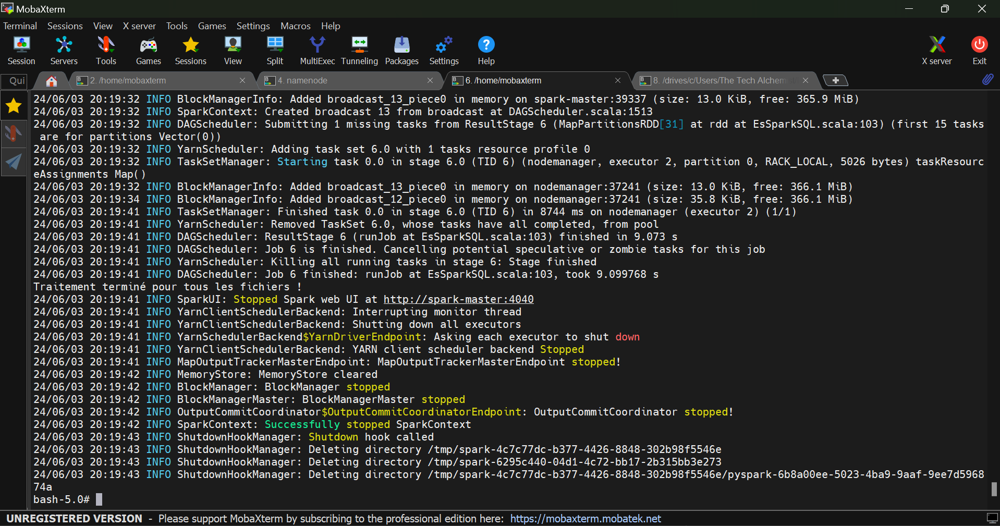 MobaXterm
Terminal Sessions View X server Tools Games Settings Macros Help
Session Servers Tools Games Sessions View Split MultiExec Tunneling Packages Settings Help X server Exit
Qui 2. /home/mobaxterm 4. namenode 6. /home/mobaxterm 8. /drives/c/Users/The Tech Alchemist/
24/06/03 20:19:32 INFO BlockManagerInfo: Added broadcast_13_piece0 in memory on spark-master:39337 (size: 13.0 KiB, free: 365.9 MiB)
24/06/03 20:19:32 INFO SparkContext: Created broadcast 13 from broadcast at DAGScheduler.scala:1513
24/06/03 20:19:32 INFO DAGScheduler: Submitting 1 missing tasks from ResultStage 6 (MapPartitionsRDD[31] at rdd at EsSparkSQL.scala:103) (first 15 tasks
are for partitions Vector(0))
24/06/03 20:19:32 INFO YarnScheduler: Adding task set 6.0 with 1 tasks resource profile 0
24/06/03 20:19:32 INFO TaskSetManager: Starting task 0.0 in stage 6.0 (TID 6) (nodemanager, executor 2, partition 0, RACK_LOCAL, 5026 bytes) taskResourc
eAssignments Map()
24/06/03 20:19:32 INFO BlockManagerInfo: Added broadcast_13_piece0 in memory on nodemanager:37241 (size: 13.0 KiB, free: 366.1 MiB)
24/06/03 20:19:34 INFO BlockManagerInfo: Added broadcast_12_piece0 in memory on nodemanager:37241 (size: 35.8 KiB, free: 366.1 MiB)
24/06/03 20:19:41 INFO TaskSetManager: Finished task 0.0 in stage 6.0 (TID 6) in 8744 ms on nodemanager (executor 2) (1/1)
24/06/03 20:19:41 INFO YarnScheduler: Removed TaskSet 6.0, whose tasks have all completed, from pool
24/06/03 20:19:41 INFO DAGScheduler: ResultStage 6 (runJob at EsSparkSQL.scala:103) finished in 9.073 s
24/06/03 20:19:41 INFO DAGScheduler: Job 6 is finished. Cancelling potential speculative or zombie tasks for this job
24/06/03 20:19:41 INFO YarnScheduler: Killing all running tasks in stage 6: Stage finished
24/06/03 20:19:41 INFO DAGScheduler: Job 6 finished: runJob at EsSparkSQL.scala:103, took 9.099768 s
Traitement terminé pour tous les fichiers !
24/06/03 20:19:41 INFO SparkUI: Stopped Spark web UI at http://spark-master:4040
24/06/03 20:19:41 INFO YarnClientSchedulerBackend: Interrupting monitor thread
24/06/03 20:19:41 INFO YarnClientSchedulerBackend: Shutting down all executors
24/06/03 20:19:41 INFO YarnSchedulerBackend$YarnDriverEndpoint: Asking each executor to shut down
24/06/03 20:19:41 INFO YarnClientSchedulerBackend: YARN client scheduler backend Stopped
24/06/03 20:19:41 INFO MapOutputTrackerMasterEndpoint: MapOutputTrackerMasterEndpoint stopped!
24/06/03 20:19:42 INFO MemoryStore: MemoryStore cleared
24/06/03 20:19:42 INFO BlockManager: BlockManager stopped
24/06/03 20:19:42 INFO BlockManagerMaster: BlockManagerMaster stopped
24/06/03 20:19:42 INFO OutputCommitCoordinator$OutputCommitCoordinatorEndpoint: OutputCommitCoordinator stopped!
24/06/03 20:19:42 INFO SparkContext: Successfully stopped SparkContext
24/06/03 20:19:43 INFO ShutdownHookManager: Shutdown hook called
24/06/03 20:19:43 INFO ShutdownHookManager: Deleting directory /tmp/spark-4c7c77dc-b377-4426-8848-302b98f5546e
24/06/03 20:19:43 INFO ShutdownHookManager: Deleting directory /tmp/spark-6295c440-04d1-4c72-bb17-2b315bb3e273
24/06/03 20:19:43 INFO ShutdownHookManager: Deleting directory /tmp/spark-4c7c77dc-b377-4426-8848-302b98f5546e/pyspark-6b8a00ee-5023-4ba9-9aaf-9ee7d5968
74a
bash-5.0#
UNREGISTERED VERSION - Please support MobaXterm by subscribing to the professional edition here: https://mobaxterm.mobatek.net